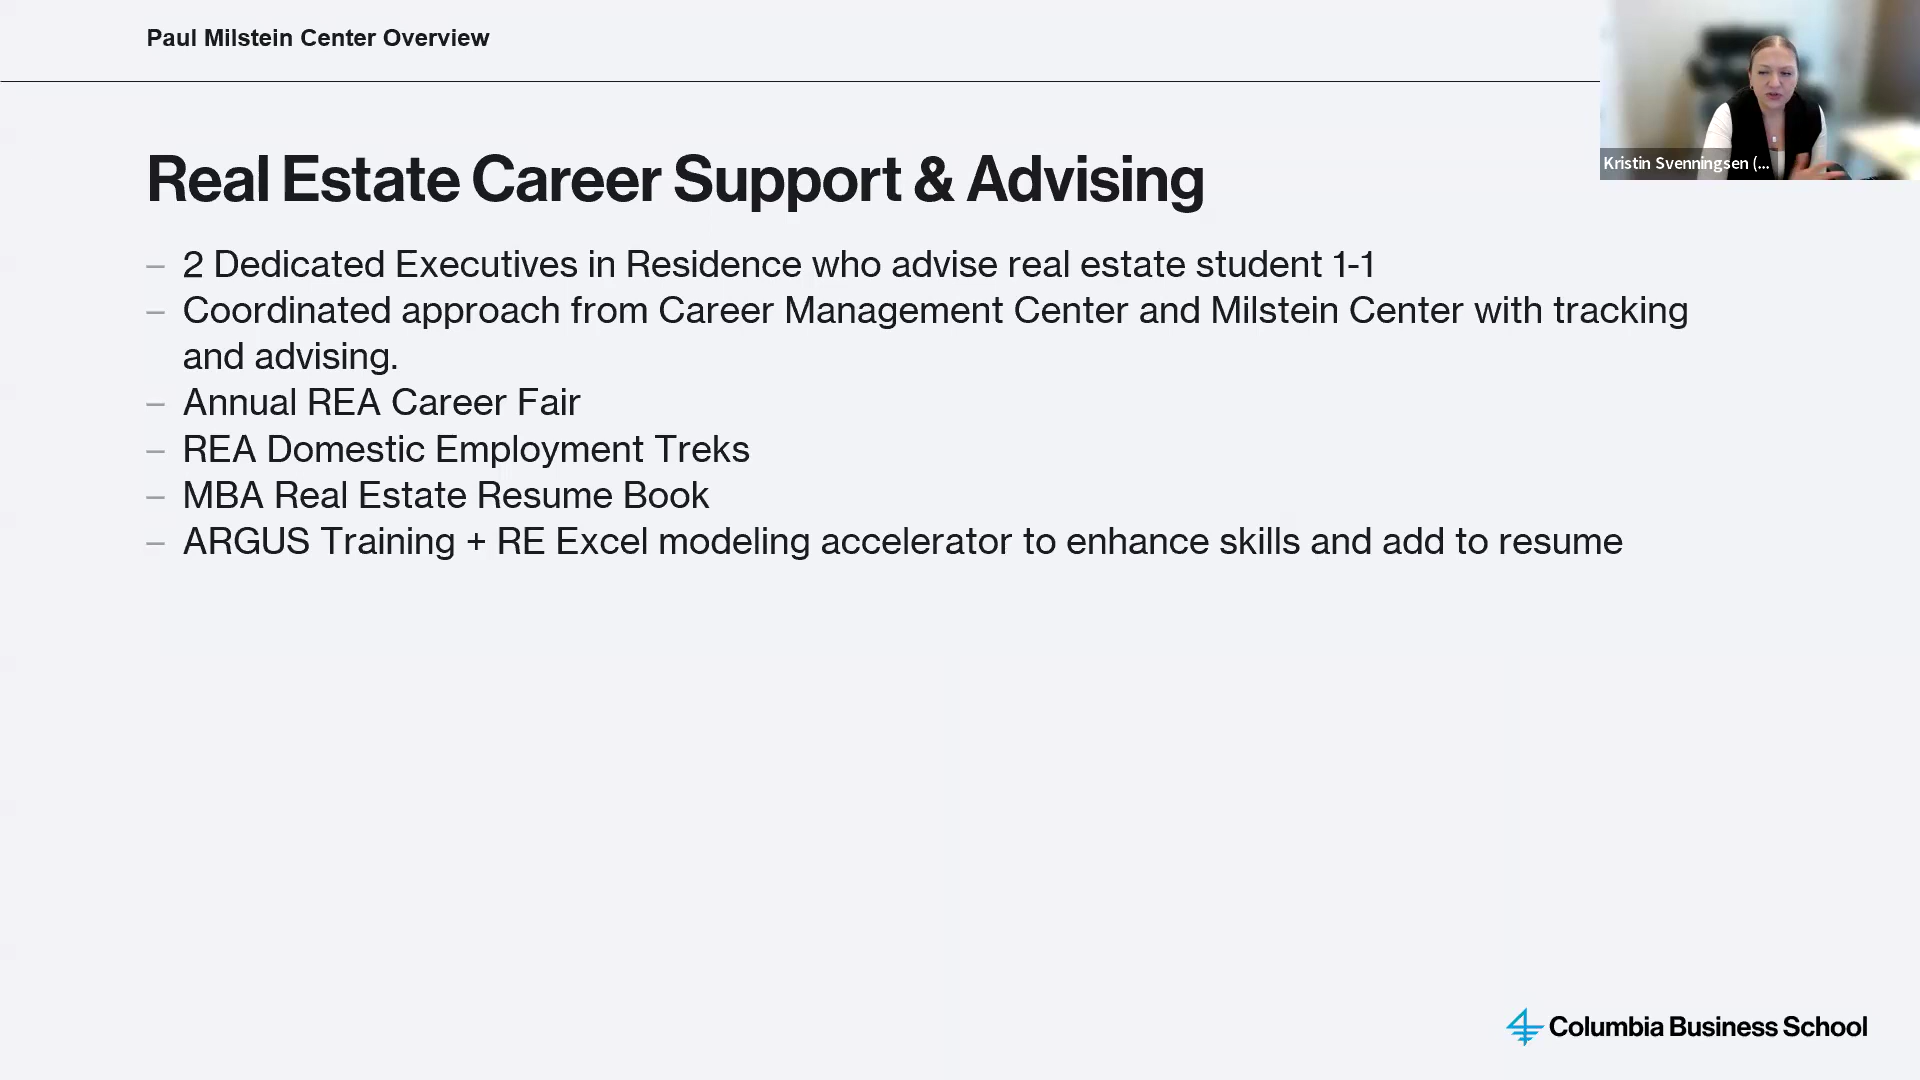 Paul Milstein Center Overview
Kristin Svenningsen (...
Real Estate Career Support & Advising
– 2 Dedicated Executives in Residence who advise real estate student 1-1
– Coordinated approach from Career Management Center and Milstein Center with tracking
and advising.
– Annual REA Career Fair
– REA Domestic Employment Treks
– MBA Real Estate Resume Book
– ARGUS Training + RE Excel modeling accelerator to enhance skills and add to resume
Columbia Business School